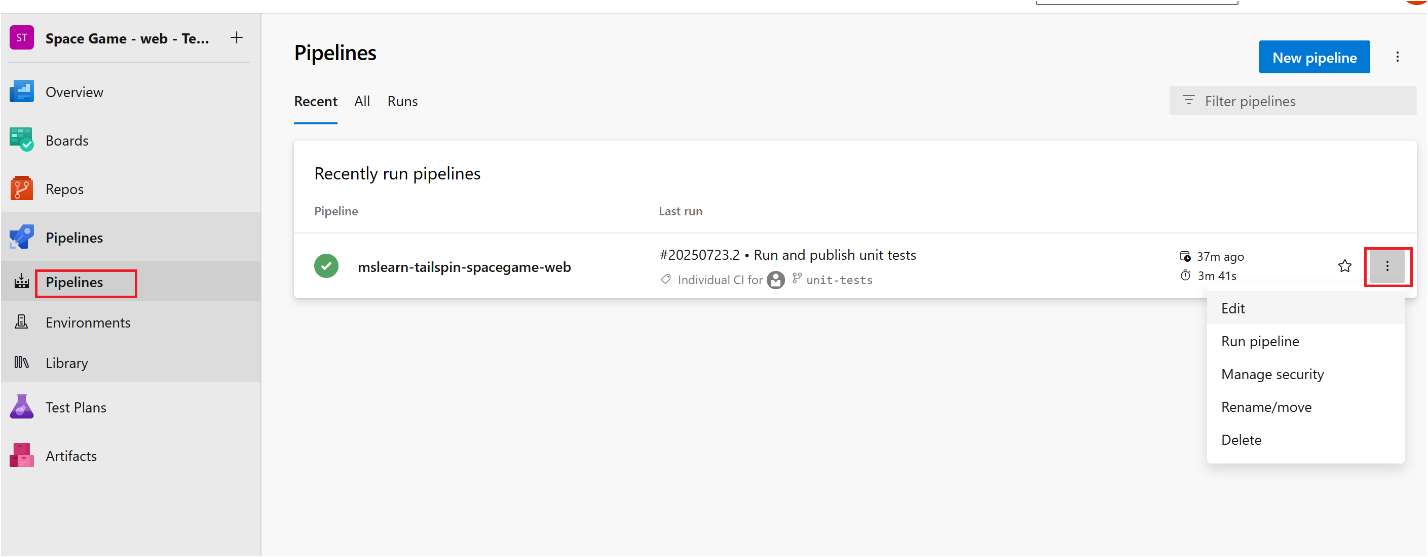 ST Space Game - web - Te... +
Overview
Boards
Repos
Pipelines
Pipelines
Environments
Library
Test Plans
Artifacts
Pipelines
New pipeline
Recent All Runs
Filter pipelines
Recently run pipelines
Pipeline Last run
mslearn-tailspin-spacegame-web
#20250723.2 • Run and publish unit tests
Individual CI for unit-tests
37m ago
3m 41s
Edit
Run pipeline
Manage security
Rename/move
Delete